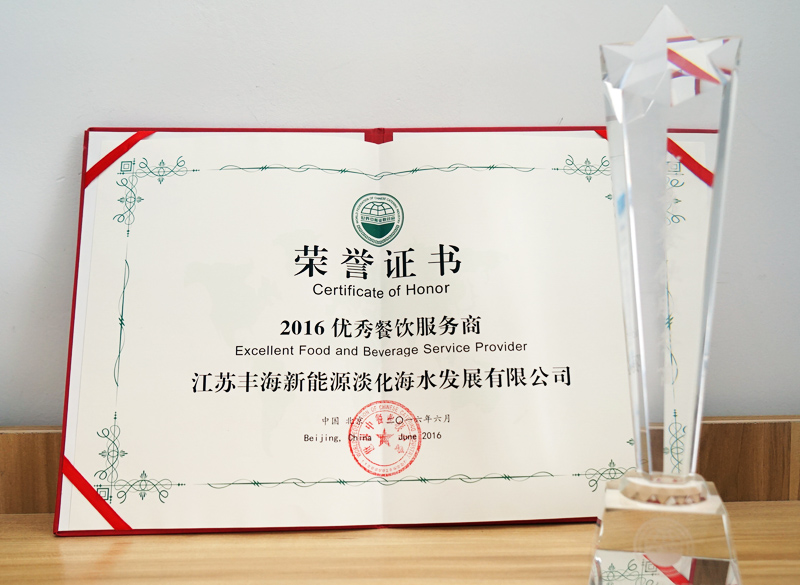 荣誉证书
Certificate of Honor
2016 优秀餐饮服务商
Excellent Food and Beverage Service Provider
江苏丰海新能源淡化海水发展有限公司
中国 北京 二〇一六年六月
Beijing, China June 2016